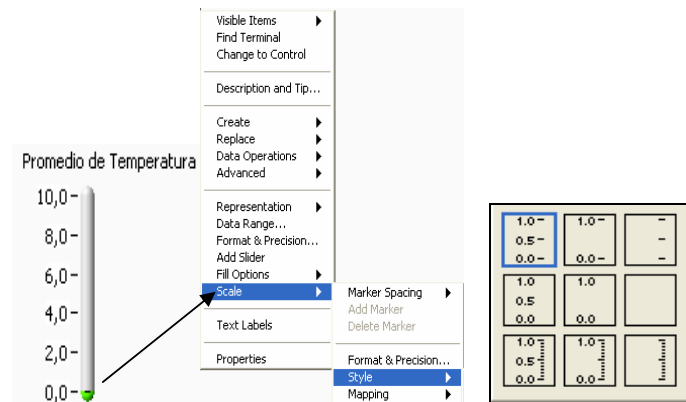 Visible Items
Find Terminal
Change to Control
Description and Tip...
Create
Replace
Data Operations
Advanced
Representation
Data Range...
Format & Precision...
Add Slider
Fill Options
Scale
Text Labels
Properties
Marker Spacing
Add Marker
Delete Marker
Format & Precision...
Style
Mapping
Promedio de Temperatura
10,0-
8,0-
6,0-
4,0-
2,0-
0,0-
1.0- 1.0- -
0.5- -
0.0- 0.0- -
1.0 1.0
0.5
0.0 0.0
1.0 1.0
0.5
0.0 0.0